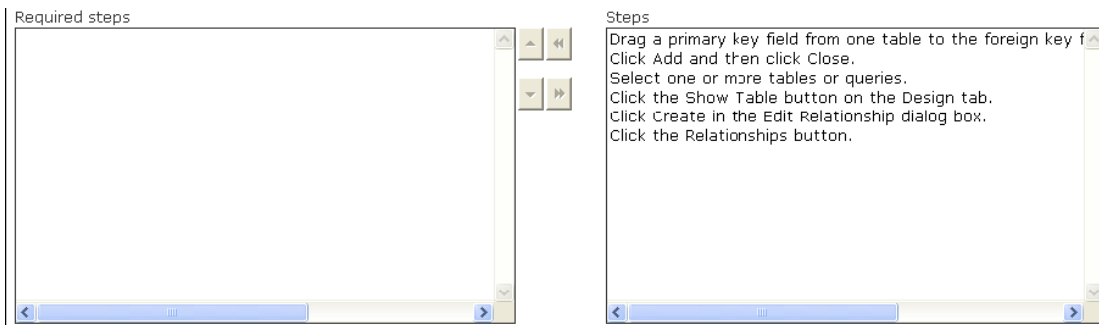 Required steps
Steps
Drag a primary key field from one table to the foreign key f
Click Add and then click Close.
Select one or more tables or queries.
Click the Show Table button on the Design tab.
Click Create in the Edit Relationship dialog box.
Click the Relationships button.